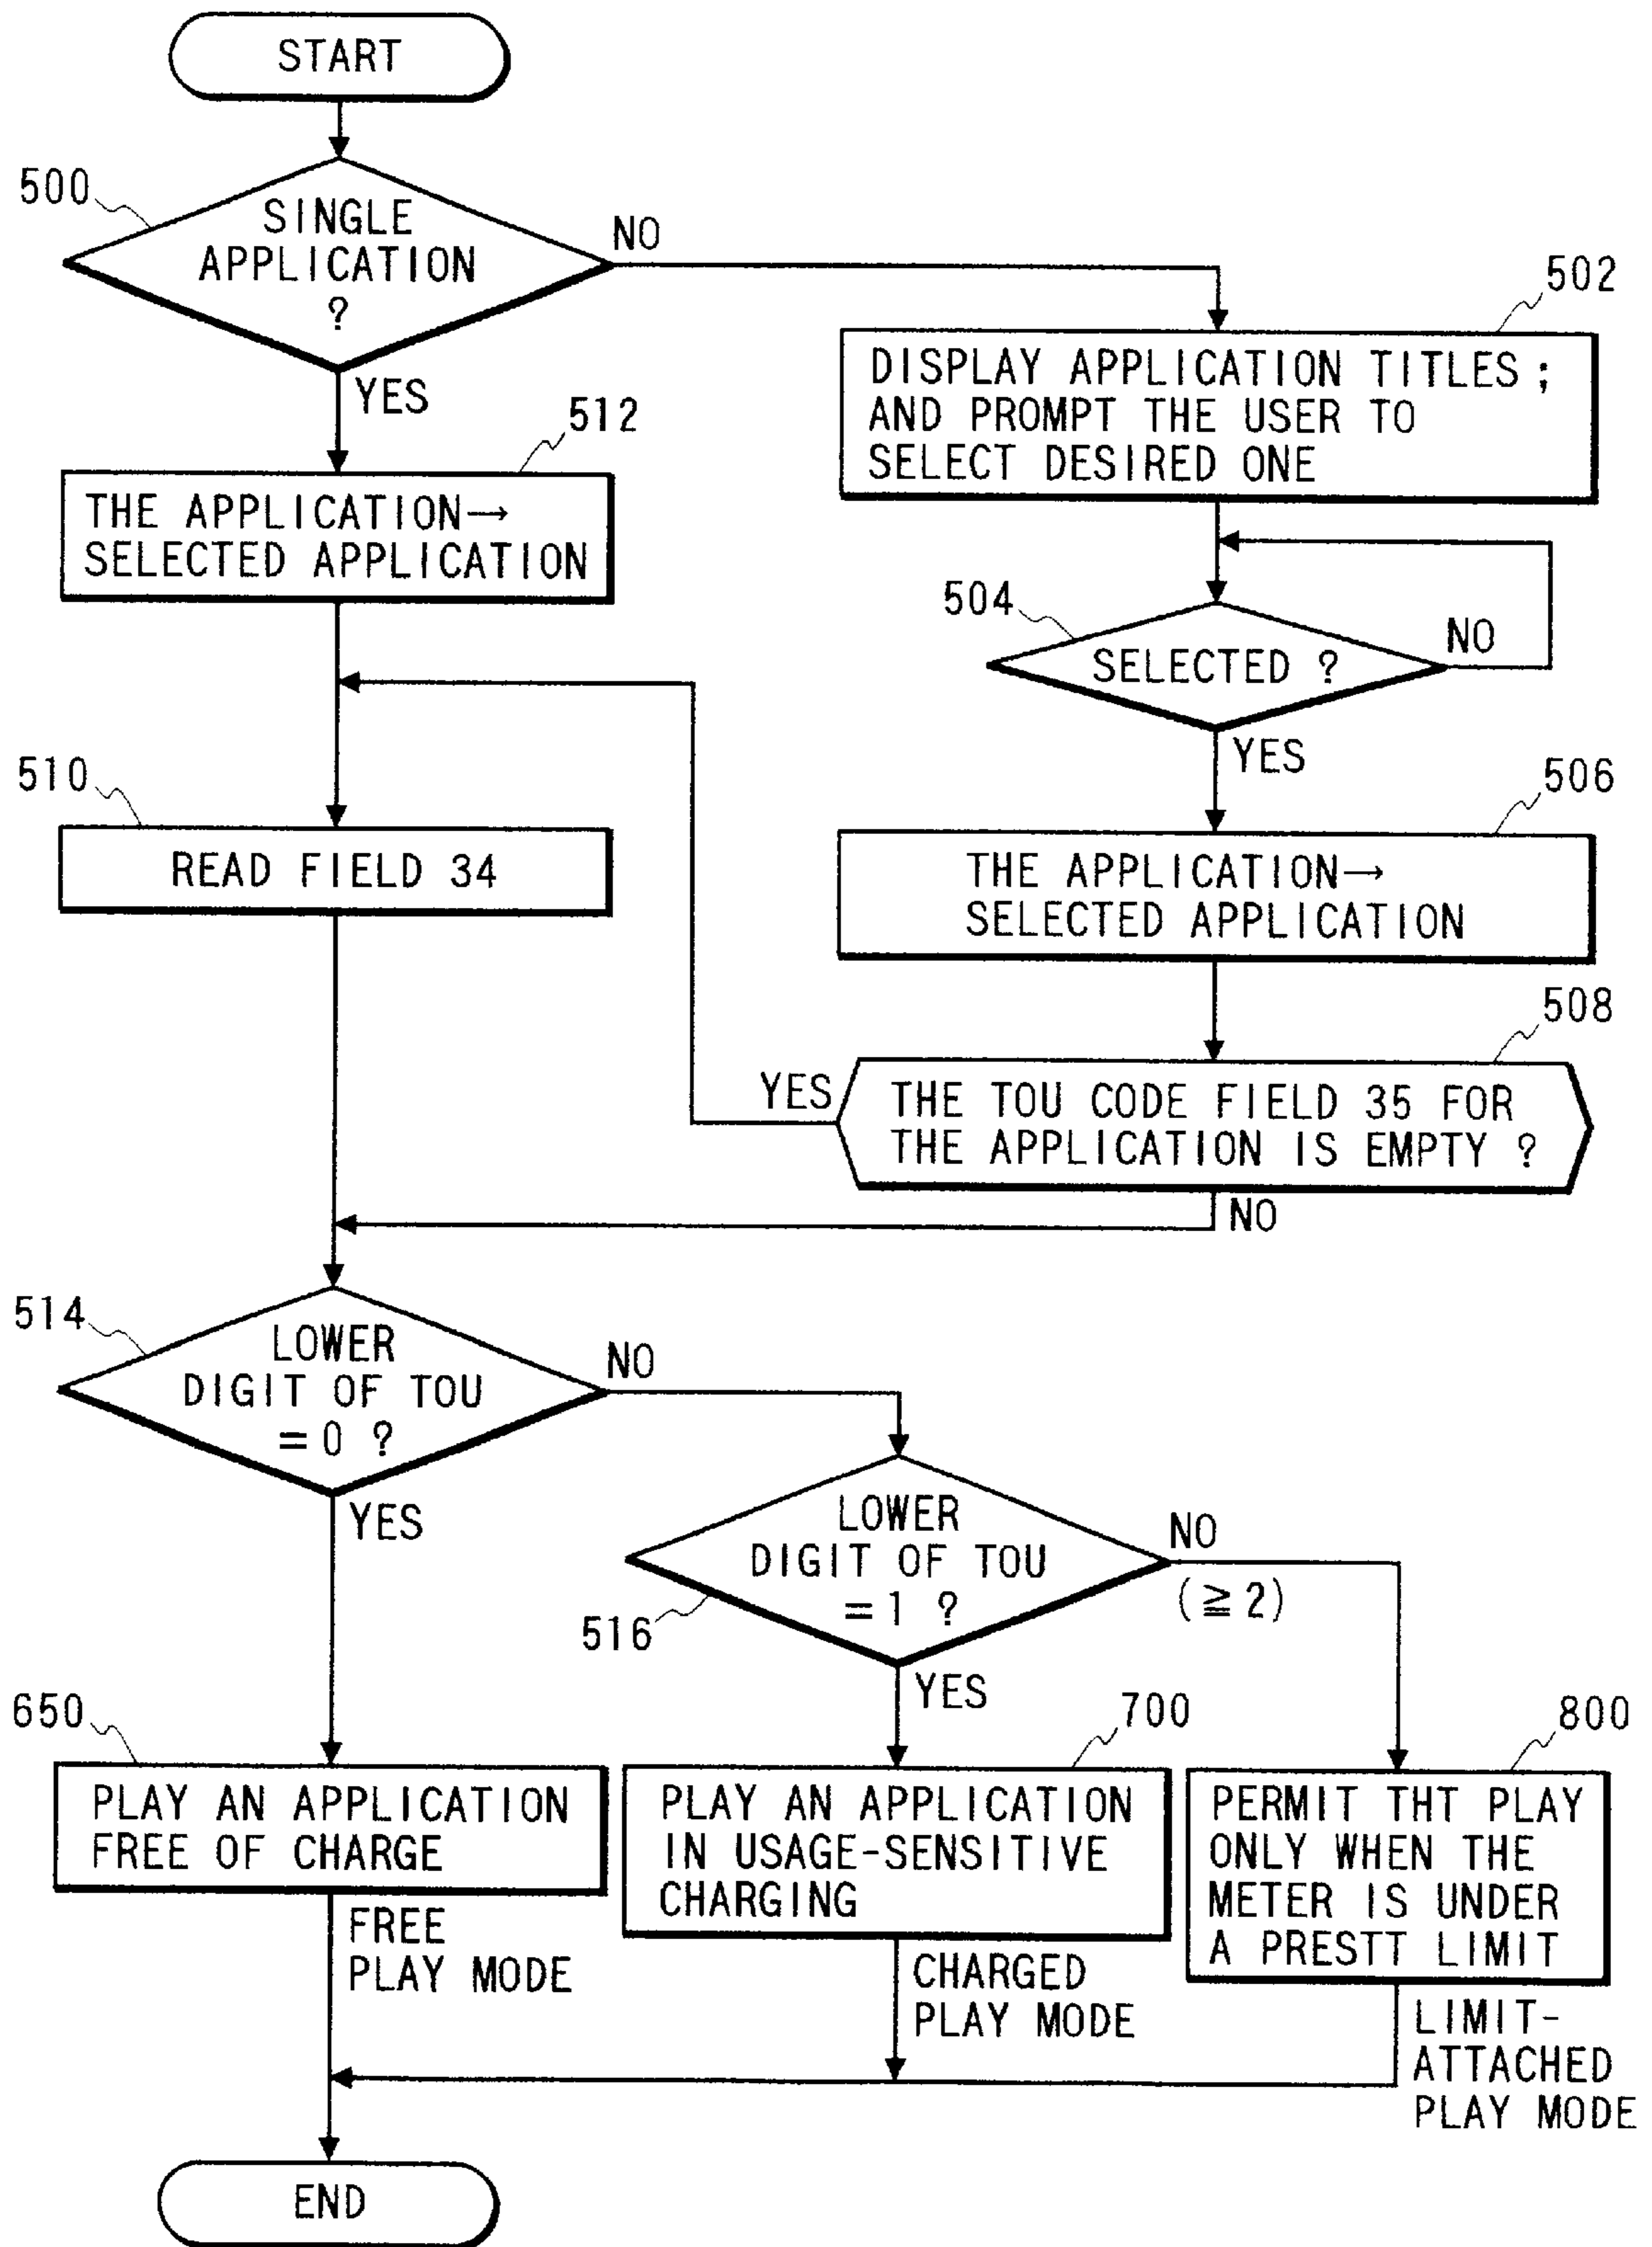 START
500
SINGLE
APPLICATION
?
NO
YES
502
DISPLAY APPLICATION TITLES ;
AND PROMPT THE USER TO
SELECT DESIRED ONE
512
THE APPLICATION→
SELECTED APPLICATION
504
SELECTED ?
NO
YES
510
READ FIELD 34
506
THE APPLICATION→
SELECTED APPLICATION
508
THE TOU CODE FIELD 35 FOR
THE APPLICATION IS EMPTY ?
YES
NO
514
LOWER
DIGIT OF TOU
=0 ?
NO
YES
516
LOWER
DIGIT OF TOU
=1 ?
NO
(≧2)
YES
650
PLAY AN APPLICATION
FREE OF CHARGE
700
PLAY AN APPLICATION
IN USAGE-SENSITIVE
CHARGING
800
PERMIT THT PLAY
ONLY WHEN THE
METER IS UNDER
A PRESTT LIMIT
FREE
PLAY MODE
CHARGED
PLAY MODE
LIMIT-
ATTACHED
PLAY MODE
END